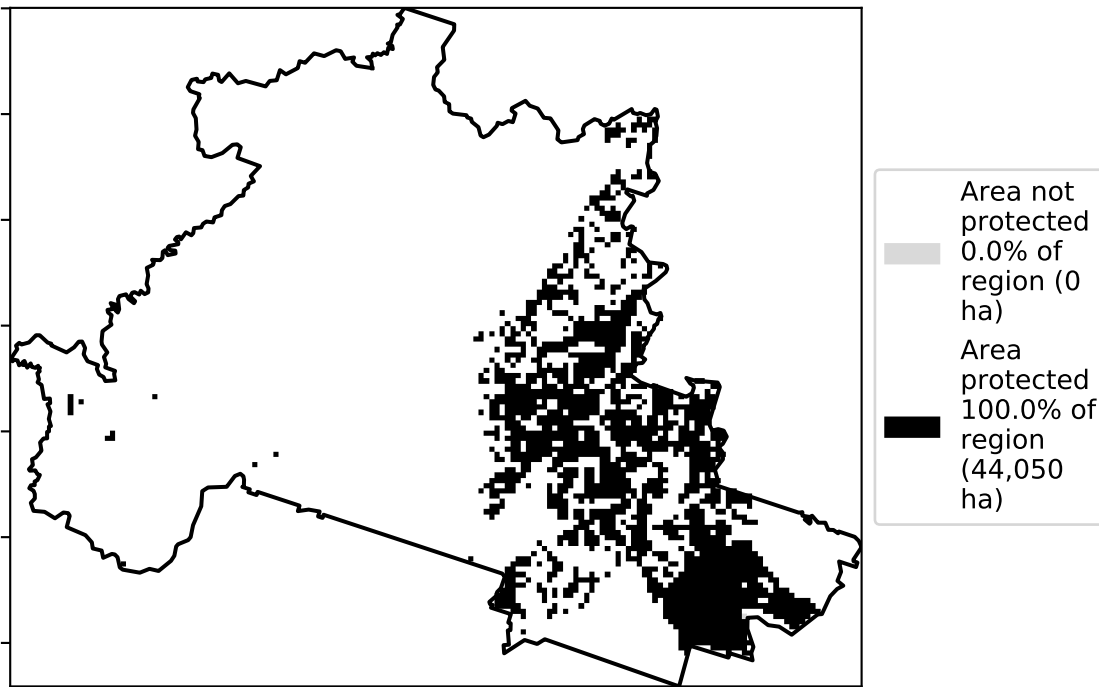 Area not
protected
0.0% of
region (0
ha)
Area
protected
100.0% of
region
(44,050
ha)